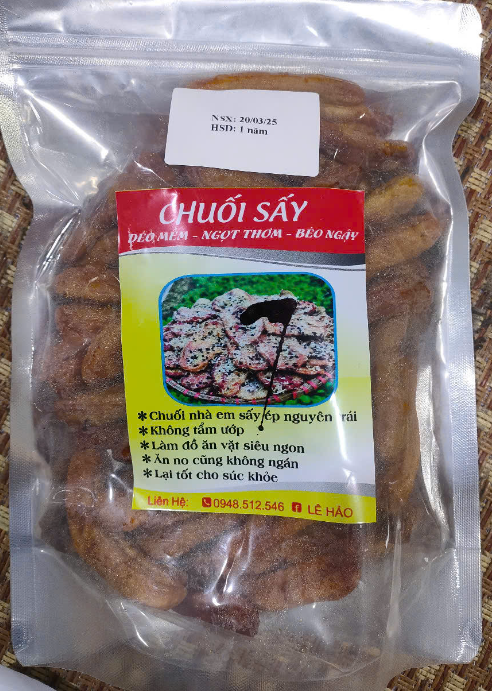 NSX: 20/03/25
HSD: 1 năm
CHUỐI SẤY
DẺO MỀM - NGỌT THƠM - BÉO NGẬY
*Chuối nhà em sấy ép nguyên trái
*Không tẩm ướp
*Làm đồ ăn vặt siêu ngon
*Ăn no cũng không ngán
*Lại tốt cho súc khỏe
Liên Hệ: 0948.512.546 LÊ HẢO